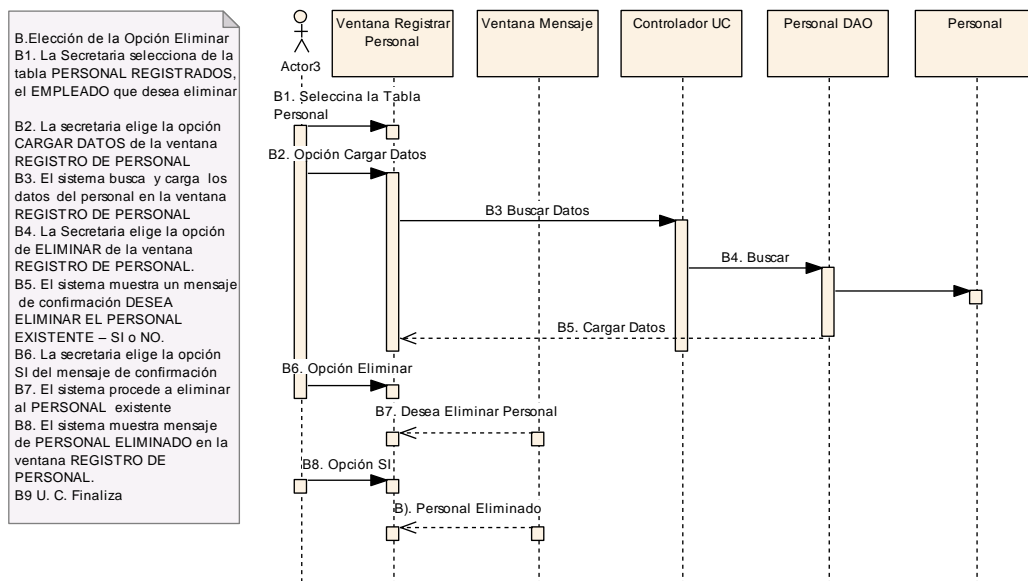 B.Elección de la Opción Eliminar
B1. La Secretaria selecciona de la
tabla PERSONAL REGISTRADOS,
el EMPLEADO que desea eliminar
B2. La secretaria elige la opción
CARGAR DATOS de la ventana
REGISTRO DE PERSONAL
B3. El sistema busca y carga los
datos del personal en la ventana
REGISTRO DE PERSONAL
B4. La Secretaria elige la opción
de ELIMINAR de la ventana
REGISTRO DE PERSONAL.
B5. El sistema muestra un mensaje
de confirmación DESEA
ELIMINAR EL PERSONAL
EXISTENTE – SI o NO.
B6. La secretaria elige la opción
SI del mensaje de confirmación
B7. El sistema procede a eliminar
al PERSONAL existente
B8. El sistema muestra mensaje
de PERSONAL ELIMINADO en la
ventana REGISTRO DE
PERSONAL.
B9 U. C. Finaliza
Actor3
Ventana Registrar
Personal
Ventana Mensaje
Controlador UC
Personal DAO
Personal
B1. Seleccina la Tabla
Personal
B2. Opción Cargar Datos
B3 Buscar Datos
B4. Buscar
B5. Cargar Datos
B6. Opción Eliminar
B7. Desea Eliminar Personal
B8. Opción SI
B). Personal Eliminado